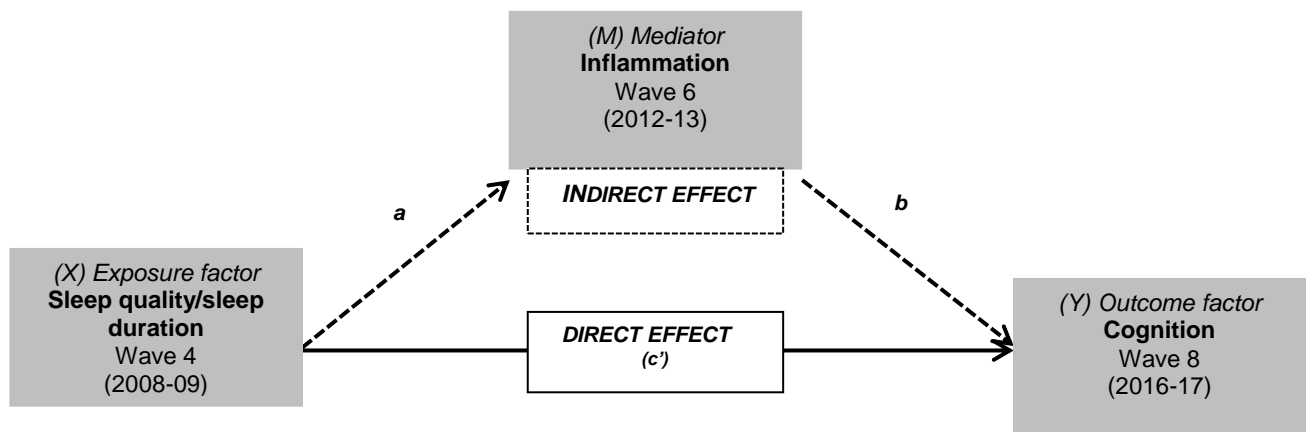 (M) Mediator
Inflammation
Wave 6
(2012-13)
INDIRECT EFFECT
a
b
(X) Exposure factor
Sleep quality/sleep
duration
Wave 4
(2008-09)
DIRECT EFFECT
(c')
(Y) Outcome factor
Cognition
Wave 8
(2016-17)